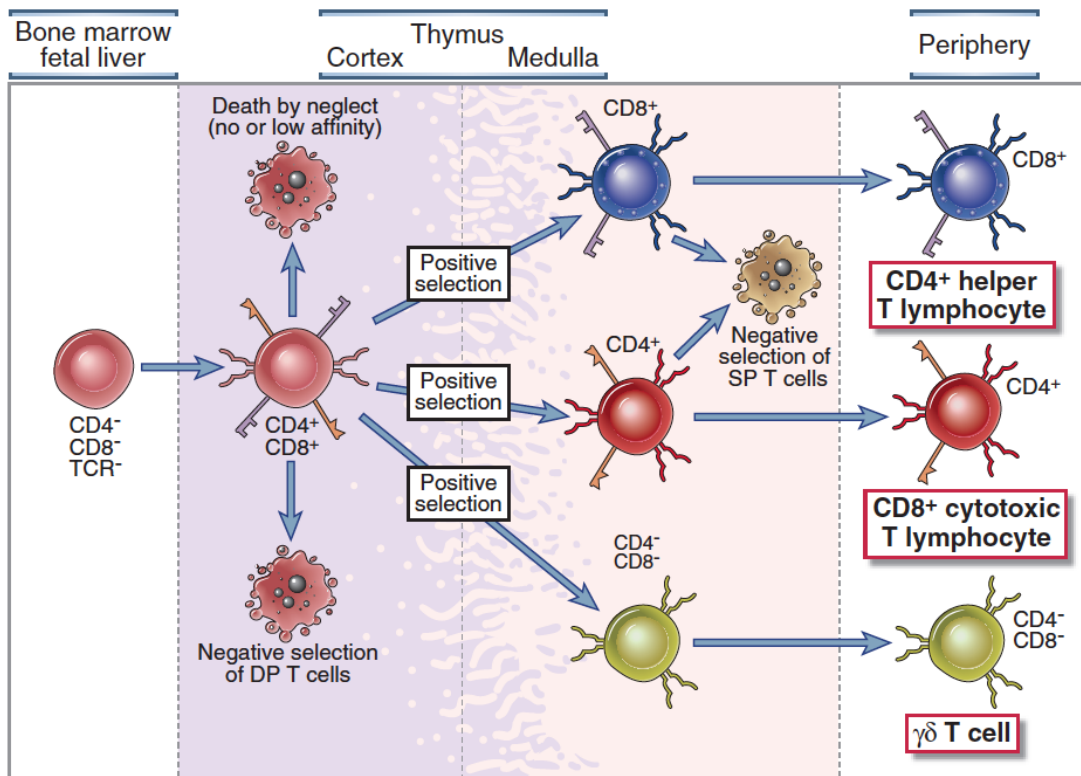 Bone marrow
fetal liver
Thymus
Cortex
Medulla
Periphery
Death by neglect
(no or low affinity)
CD4-
CD8-
TCR-
CD4+
CD8+
Negative selection
of DP T cells
Positive
selection
Positive
selection
Positive
selection
CD8+
CD4+
Negative
selection of
SP T cells
CD4-
CD8-
CD8+
CD4+ helper
T lymphocyte
CD4+
CD8+ cytotoxic
T lymphocyte
CD4-
CD8-
γδ T cell